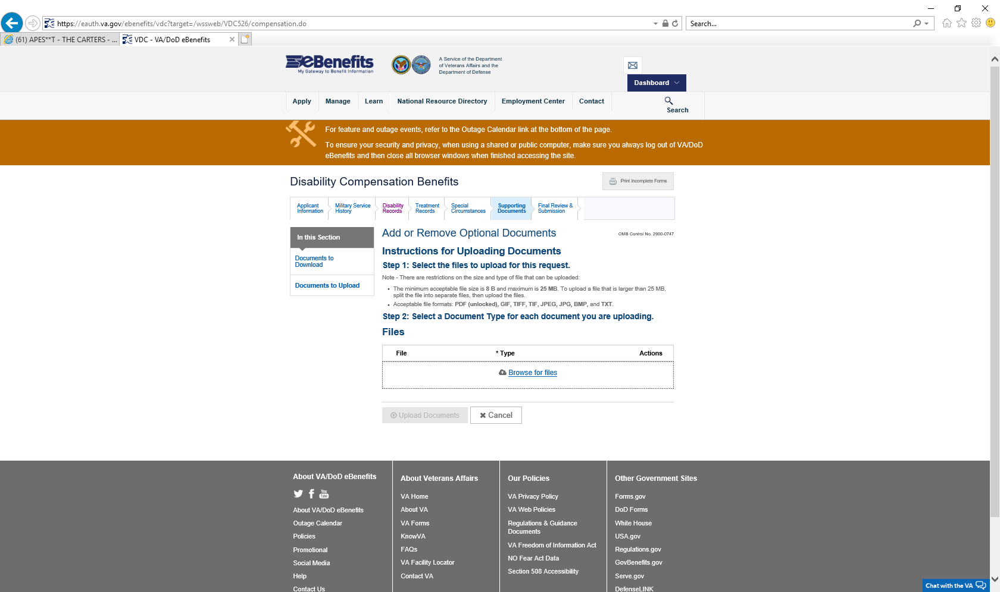 https://eauth.va.gov/ebenefits/vdc?target=/wssweb/VDC526/compensation.do
Search...
(61) APES**T - THE CARTERS - ...
VDC - VA/DoD eBenefits
eBenefits
My Gateway to Benefit Information
A Service of the Department
of Veterans Affairs and the
Department of Defense
Dashboard
Apply
Manage
Learn
National Resource Directory
Employment Center
Contact
Search
For feature and outage events, refer to the Outage Calendar link at the bottom of the page.
To ensure your security and privacy, when using a shared or public computer, make sure you always log out of VA/DoD
eBenefits and then close all browser windows when finished accessing the site.
Disability Compensation Benefits
Print Incomplete Forms
Applicant
Information
Military Service
History
Disability
Records
Treatment
Records
Special
Circumstances
Supporting
Documents
Final Review &
Submission
In this Section
Documents to
Download
Documents to Upload
Add or Remove Optional Documents
OMB Control No. 2900-0747
Instructions for Uploading Documents
Step 1: Select the files to upload for this request.
Note - There are restrictions on the size and type of file that can be uploaded:
• The minimum acceptable file size is 8 B and maximum is 25 MB. To upload a file that is larger than 25 MB,
split the file into separate files, then upload the files.
• Acceptable file formats: PDF (unlocked), GIF, TIFF, TIF, JPEG, JPG, BMP, and TXT.
Step 2: Select a Document Type for each document you are uploading.
Files
File
* Type
Actions
Browse for files
Upload Documents
Cancel
About VA/DoD eBenefits
You
Tube
About VA/DoD eBenefits
Outage Calendar
Policies
Promotional
Social Media
Help
Contact Us
About Veterans Affairs
VA Home
About VA
VA Forms
KnowVA
FAQs
VA Facility Locator
Contact VA
Our Policies
VA Privacy Policy
VA Web Policies
Regulations & Guidance
Documents
VA Freedom of Information Act
NO Fear Act Data
Section 508 Accessibility
Other Government Sites
Forms.gov
DoD Forms
White House
USA.gov
Regulations.gov
GovBenefits.gov
Serve.gov
DefenseLINK
Chat with the VA